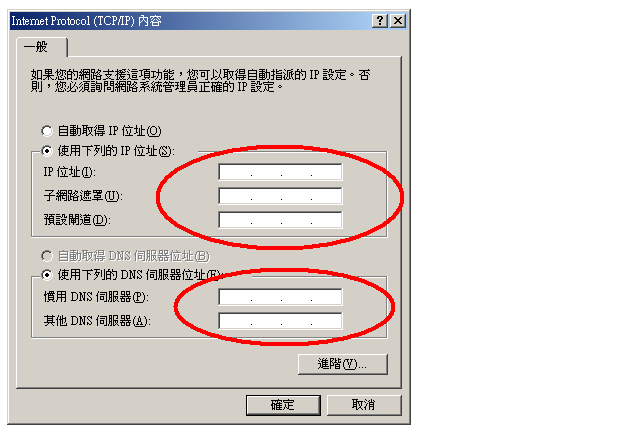 Internet Protocol (TCP/IP) 內容
一般
如果您的網路支援這項功能，您可以取得自動指派的 IP 設定。否
則，您必須詢問網路系統管理員正確的 IP 設定。
自動取得 IP 位址(O)
使用下列的 IP 位址(S):
IP 位址(I):
子網路遮罩(U):
預設閘道(D):
自動取得 DNS 伺服器位址(B)
使用下列的 DNS 伺服器位址(E):
慣用 DNS 伺服器(P):
其他 DNS 伺服器(A):
進階(V)...
確定
取消